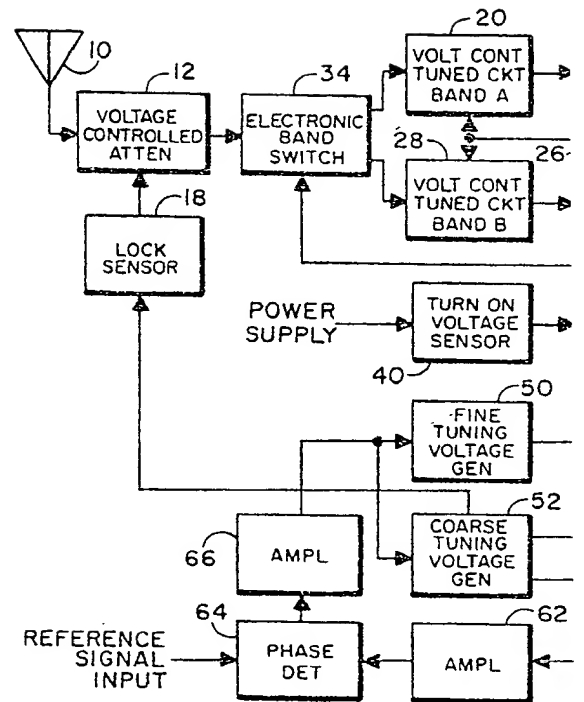 10
12
VOLTAGE
CONTROLLED
ATTEN
34
ELECTRONIC
BAND
SWITCH
20
VOLT CONT
TUNED CKT
BAND A
28
26
VOLT CONT
TUNED CKT
BAND B
18
LOCK
SENSOR
POWER
SUPPLY
TURN ON
VOLTAGE
SENSOR
40
50
FINE
TUNING
VOLTAGE
GEN
52
COARSE
TUNING
VOLTAGE
GEN
66
AMPL
64
PHASE
DET
REFERENCE
SIGNAL
INPUT
62
AMPL